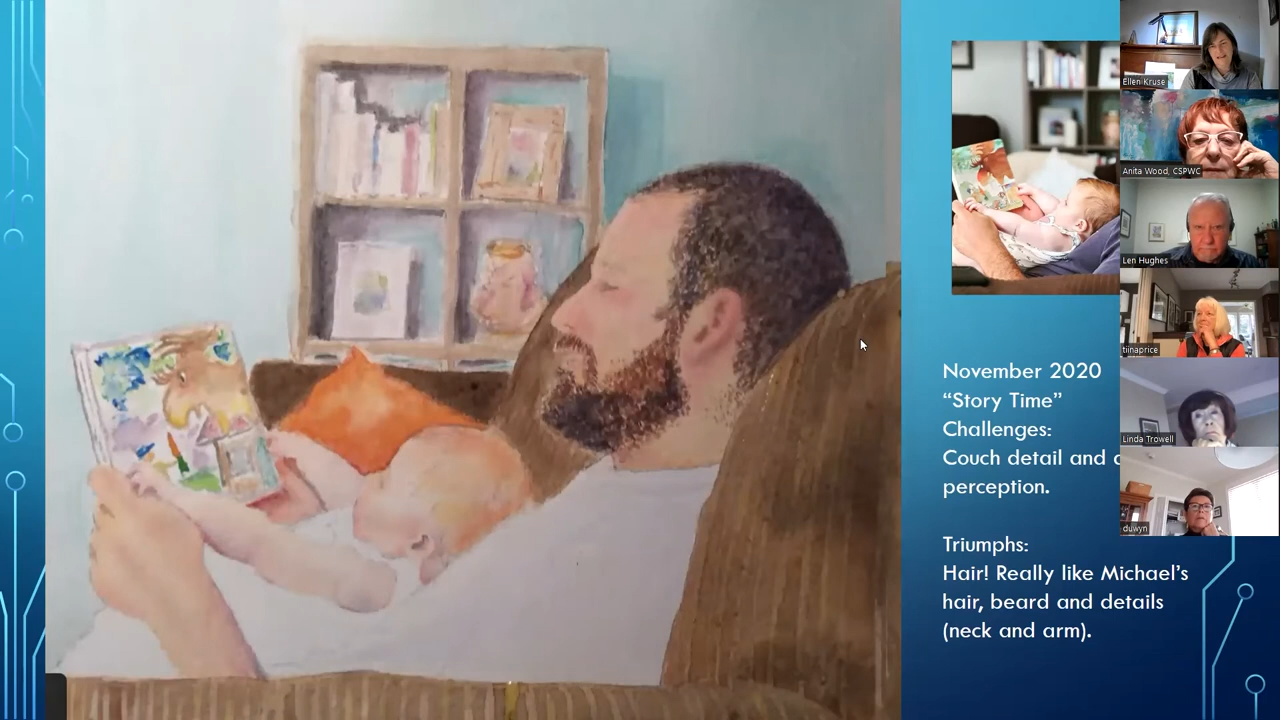 November 2020
“Story Time”
Challenges:
Couch detail and
perception.
Triumphs:
Hair! Really like Michael’s
hair, beard and details
(neck and arm).
Ellen Kruse
Anita Wood, CSPWC
Len Hughes
tiinaprice
Linda Trowell
duwyn